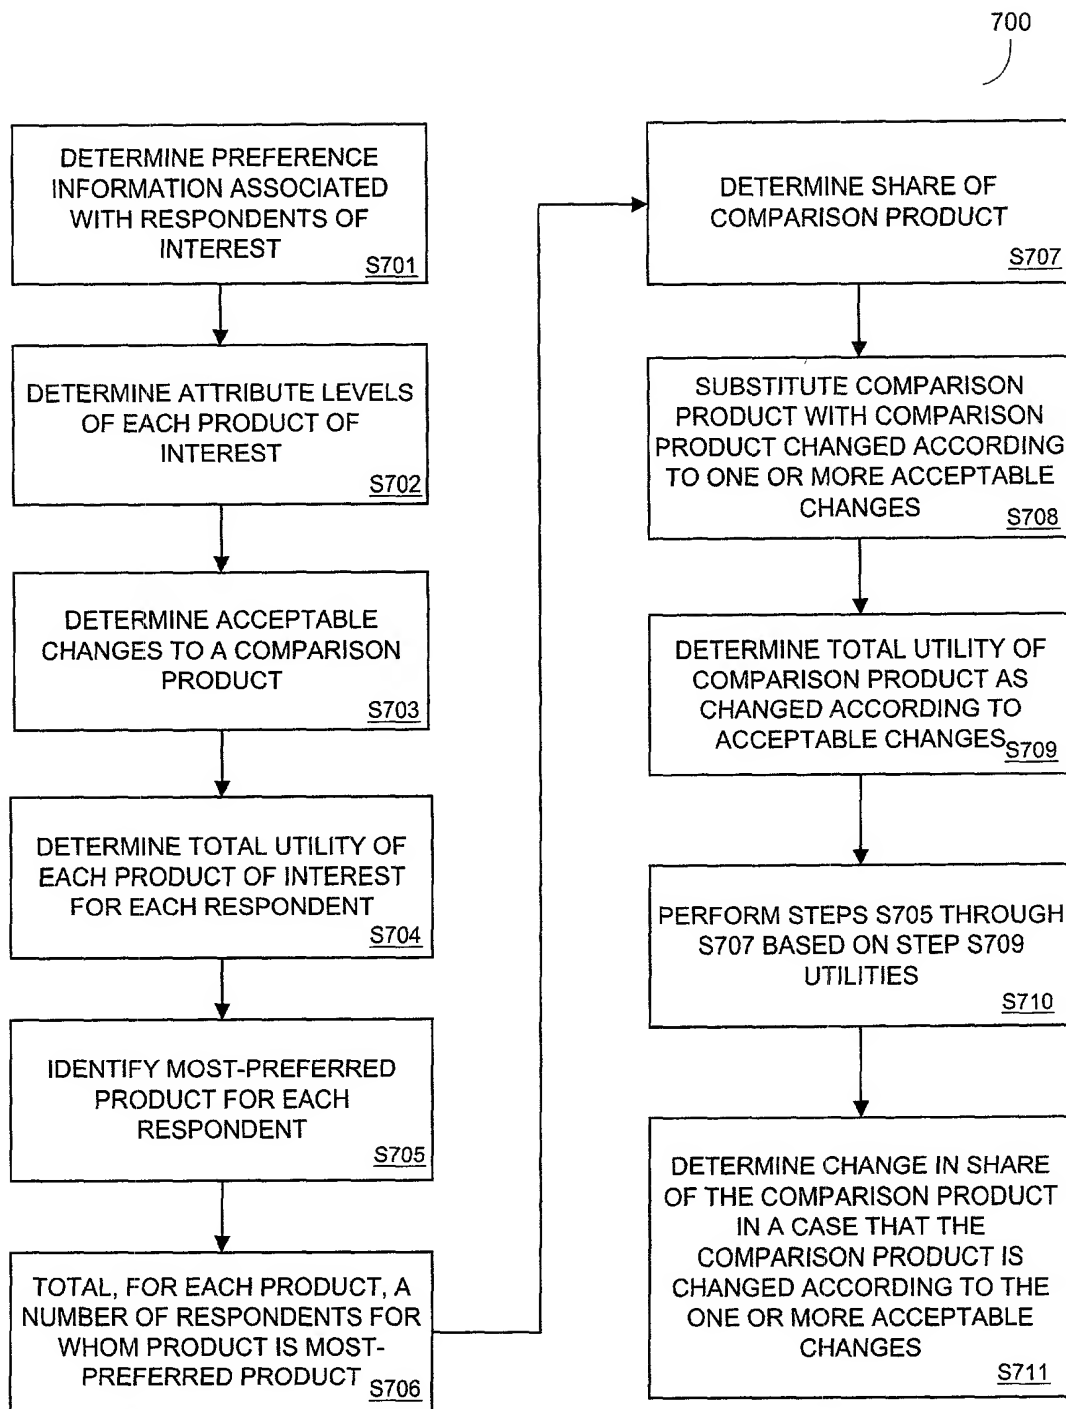 700
DETERMINE PREFERENCE
INFORMATION ASSOCIATED
WITH RESPONDENTS OF
INTEREST
S701
DETERMINE ATTRIBUTE LEVELS
OF EACH PRODUCT OF
INTEREST
S702
DETERMINE ACCEPTABLE
CHANGES TO A COMPARISON
PRODUCT
S703
DETERMINE TOTAL UTILITY OF
EACH PRODUCT OF INTEREST
FOR EACH RESPONDENT
S704
IDENTIFY MOST-PREFERRED
PRODUCT FOR EACH
RESPONDENT
S705
TOTAL, FOR EACH PRODUCT, A
NUMBER OF RESPONDENTS FOR
WHOM PRODUCT IS MOST-
PREFERRED PRODUCT
S706
DETERMINE SHARE OF
COMPARISON PRODUCT
S707
SUBSTITUTE COMPARISON
PRODUCT WITH COMPARISON
PRODUCT CHANGED ACCORDING
TO ONE OR MORE ACCEPTABLE
CHANGES
S708
DETERMINE TOTAL UTILITY OF
COMPARISON PRODUCT AS
CHANGED ACCORDING TO
ACCEPTABLE CHANGES
S709
PERFORM STEPS S705 THROUGH
S707 BASED ON STEP S709
UTILITIES
S710
DETERMINE CHANGE IN SHARE
OF THE COMPARISON PRODUCT
IN A CASE THAT THE
COMPARISON PRODUCT IS
CHANGED ACCORDING TO THE
ONE OR MORE ACCEPTABLE
CHANGES
S711